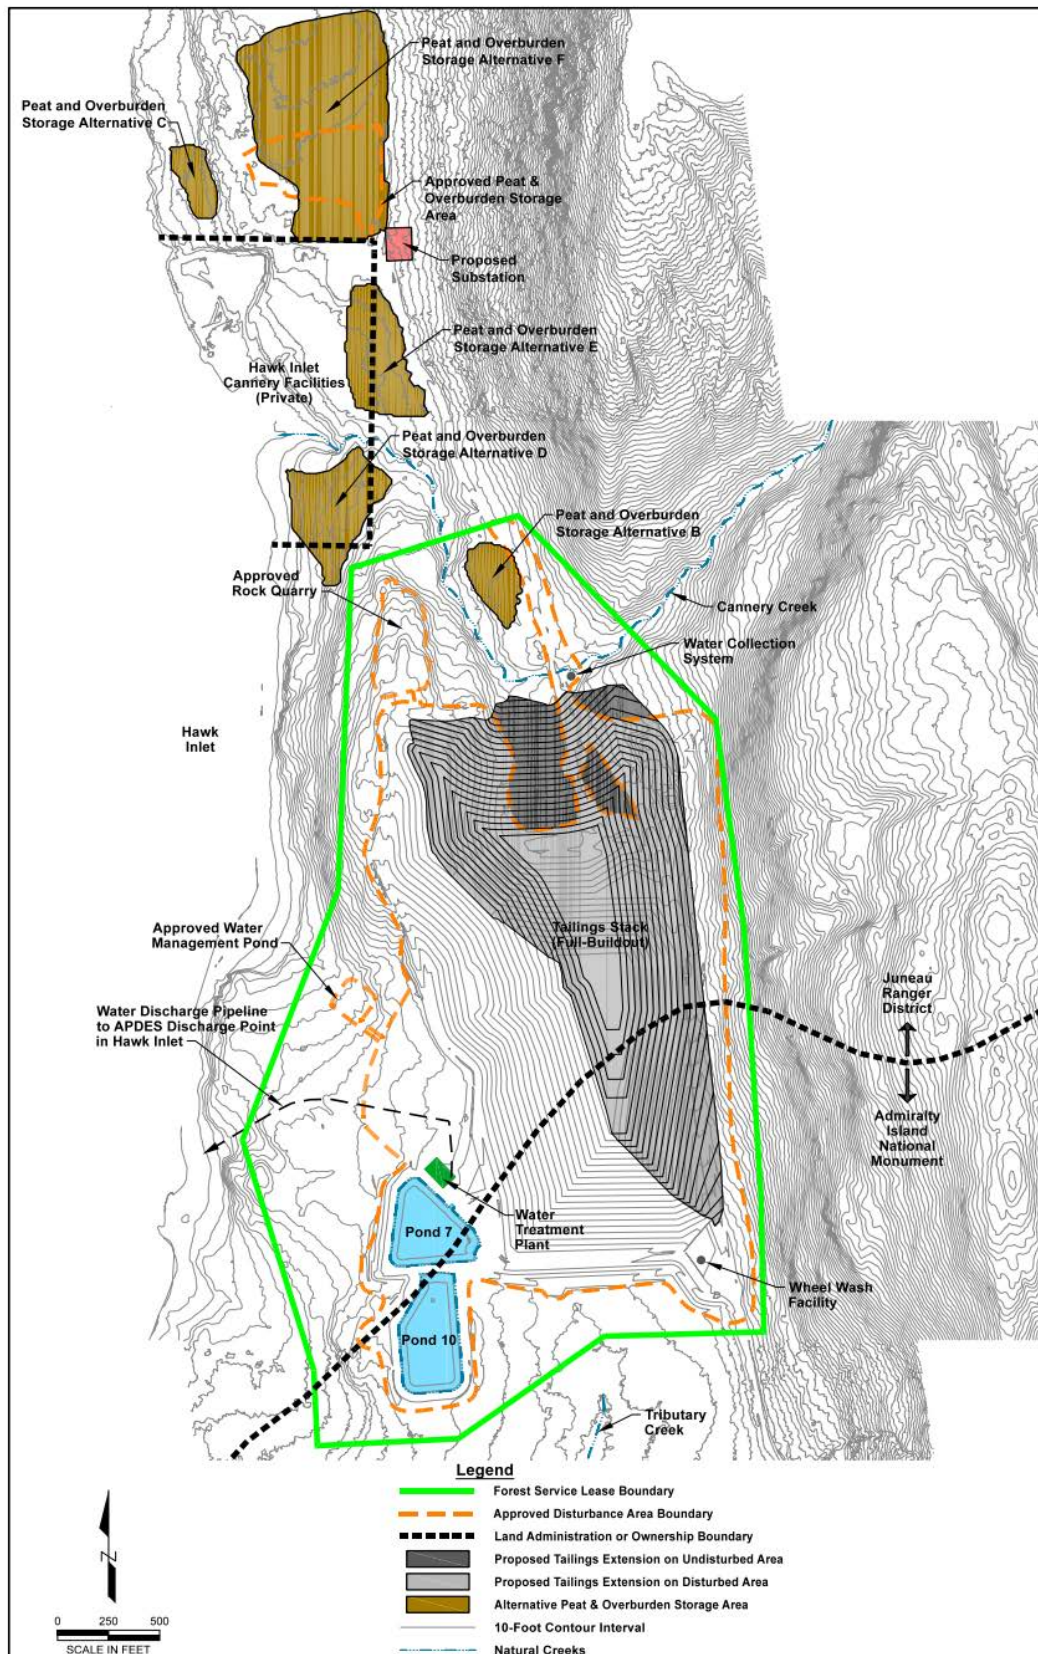 Peat and Overburden
Storage Alternative F
Peat and Overburden
Storage Alternative C
Approved Peat &
Overburden Storage
Area
Proposed
Substation
Peat and Overburden
Storage Alternative E
Hawk Inlet
Cannery Facilities
(Private)
Peat and Overburden
Storage Alternative D
Peat and Overburden
Storage Alternative B
Approved
Rock Quarry
Cannery Creek
Water Collection
System
Hawk
Inlet
Tailings Stack
(Full-Buildout)
Approved Water
Management Pond
Juneau
Ranger
District
Water Discharge Pipeline
to APDES Discharge Point
in Hawk Inlet
Admiralty
Island
National
Monument
Water
Treatment
Plant
Pond 7
Wheel Wash
Facility
Pond 10
Tributary
Creek
Legend
Forest Service Lease Boundary
Approved Disturbance Area Boundary
Land Administration or Ownership Boundary
Proposed Tailings Extension on Undisturbed Area
Proposed Tailings Extension on Disturbed Area
Alternative Peat & Overburden Storage Area
10-Foot Contour Interval
Natural Creeks
N
0 250 500
SCALE IN FEET